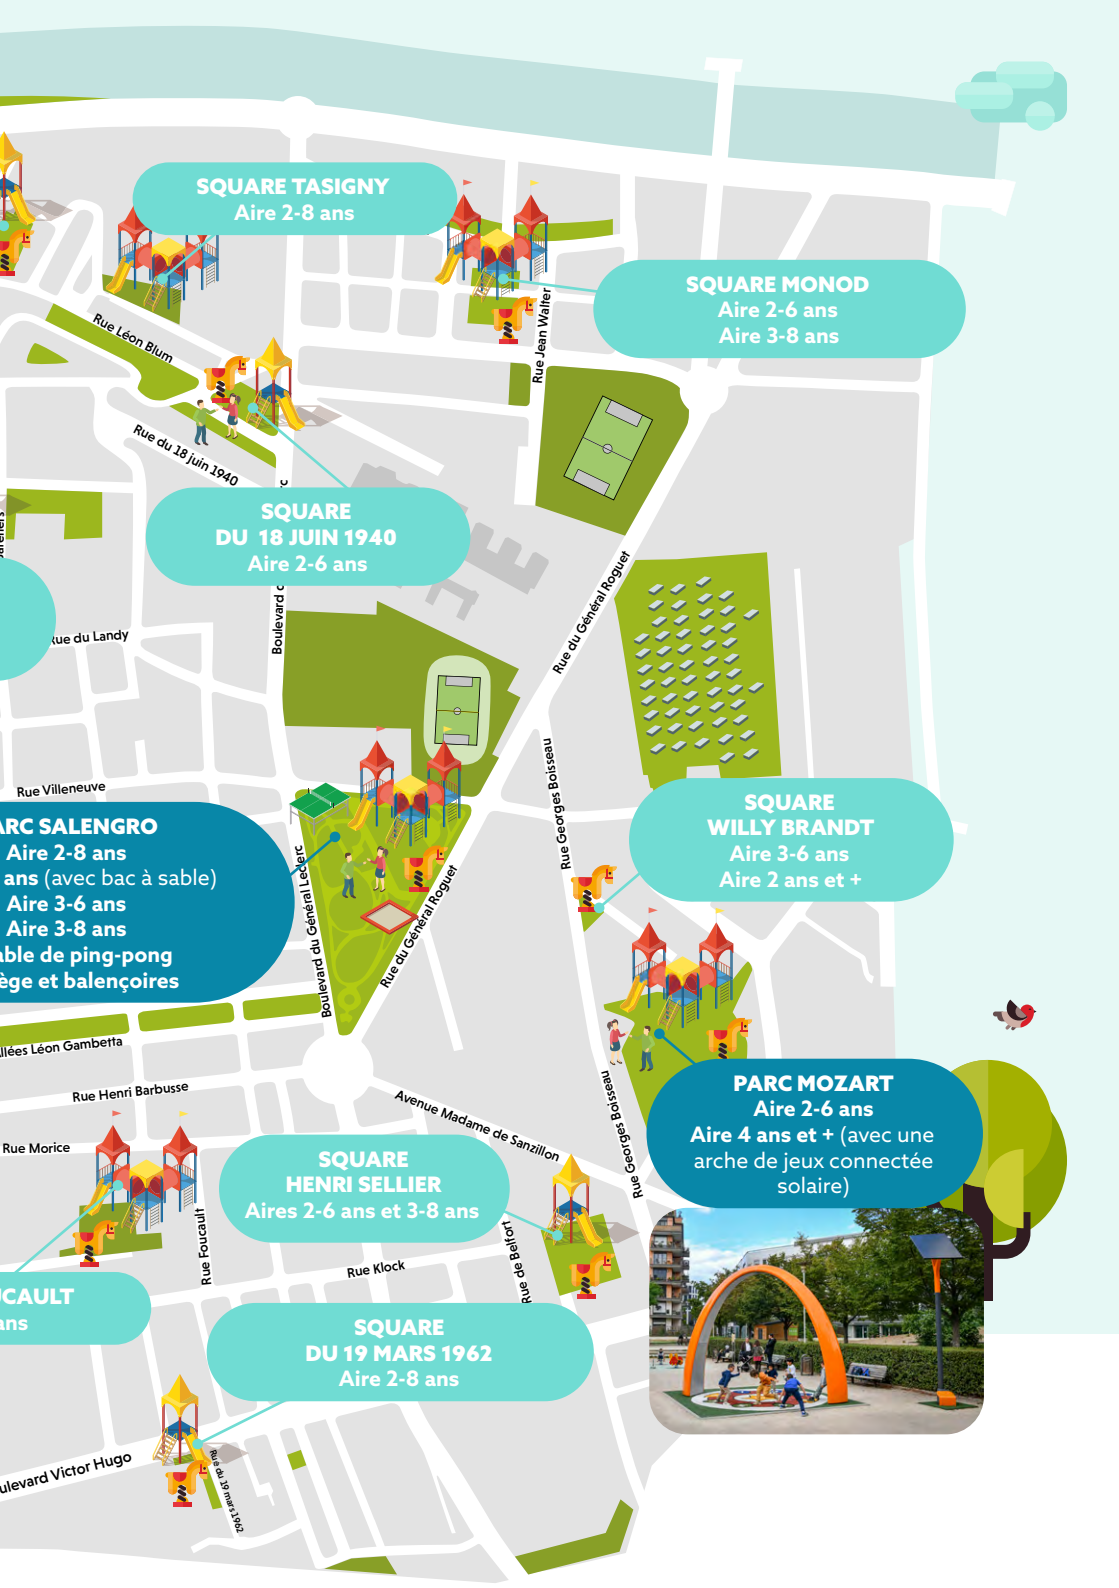 SQUARE TASIGNY
Aire 2-8 ans
SQUARE MONOD
Aire 2-6 ans
Aire 3-8 ans
Rue Jean Walter
Rue Léon Blum
Rue du 18 juin 1940
SQUARE
DU 18 JUIN 1940
Aire 2-6 ans
Boulevard
Rue du Général Roguet
Rue du Landy
Rue Georges Boisseau
Rue Villeneuve
SQUARE
WILLY BRANDT
Aire 3-6 ans
Aire 2 ans et +
ARC SALENGRO
Aire 2-8 ans
ans (avec bac à sable)
Aire 3-6 ans
Aire 3-8 ans
able de ping-pong
ège et balençoires
Boulevard du Général Leclerc
Rue du Général Roguet
llées Léon Gambetta
Rue Henri Barbusse
Rue Morice
Avenue Madame de Sanzillon
Rue Georges Boisseau
PARC MOZART
Aire 2-6 ans
Aire 4 ans et + (avec une
arche de jeux connectée
solaire)
SQUARE
HENRI SELLIER
Aires 2-6 ans et 3-8 ans
Rue Foucault
Rue Klock
Rue de Belfort
UCAULT
ans
SQUARE
DU 19 MARS 1962
Aire 2-8 ans
ulevard Victor Hugo
Rue du 19 mars 1962